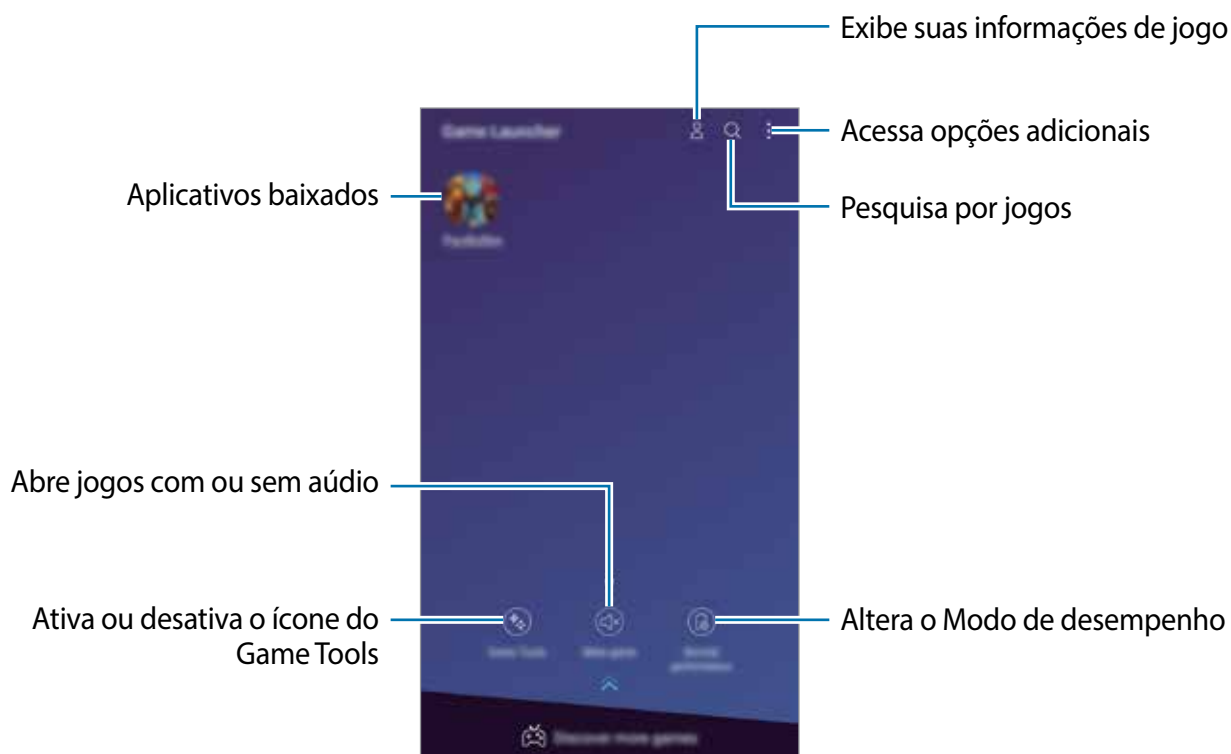 Exibe suas informações de jogo
Game Launcher
Acessa opções adicionais
Aplicativos baixados
Pesquisa por jogos
Abre jogos com ou sem aúdio
Ativa ou desativa o ícone do
Game Tools
Altera o Modo de desempenho
Game Tools
Discover more games